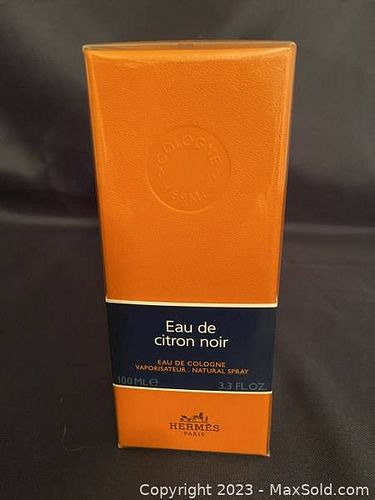 COLOGNE
HERMÈS
Eau de
citron noir
EAU DE COLOGNE
VAPORISATEUR . NATURAL SPRAY
100 ML ℮ 3.3 FL.OZ.
HERMÈS
PARIS
Copyright 2023 - MaxSold.com